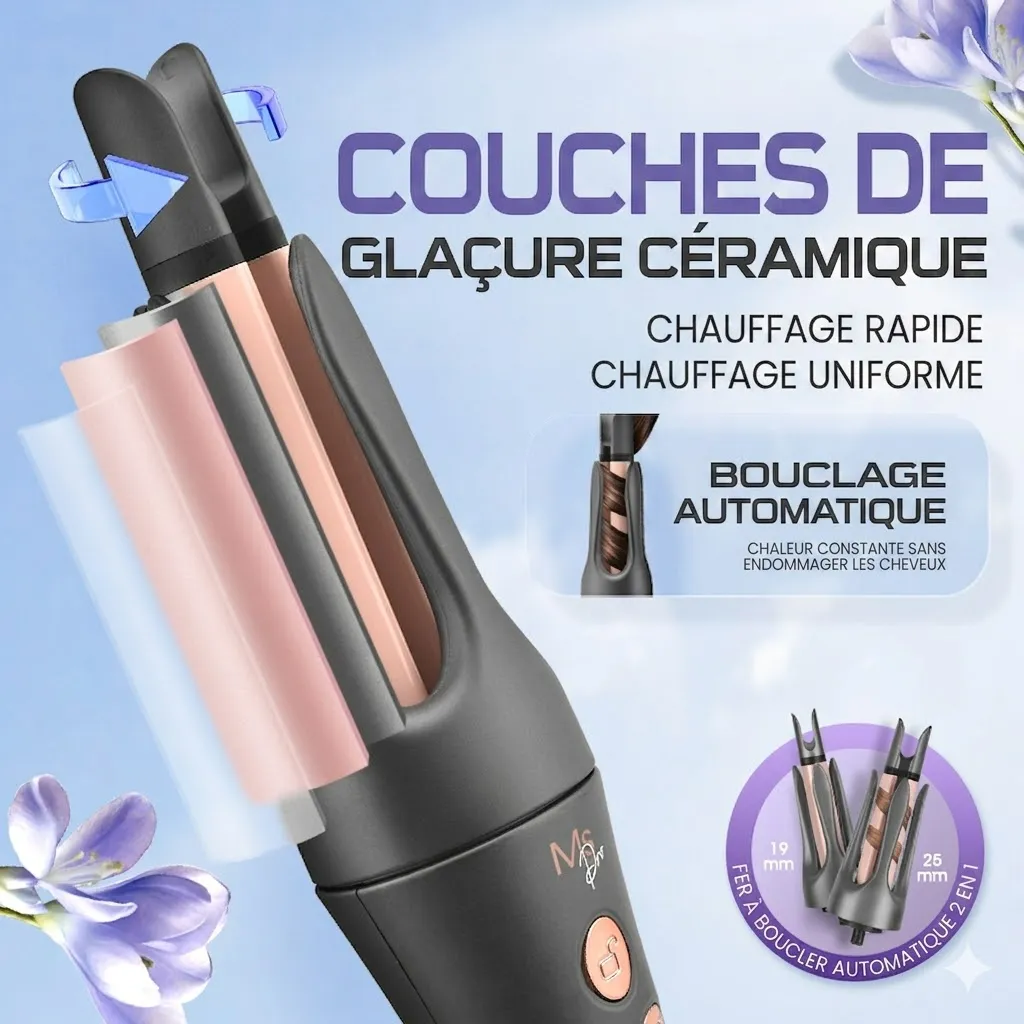 COUCHES DE
GLAÇURE CÉRAMIQUE
CHAUFFAGE RAPIDE
CHAUFFAGE UNIFORME
BOUCLAGE
AUTOMATIQUE
CHALEUR CONSTANTE SANS
ENDOMMAGER LES CHEVEUX
19
mm
25
mm
FER À BOUCLER AUTOMATIQUE 2 EN 1